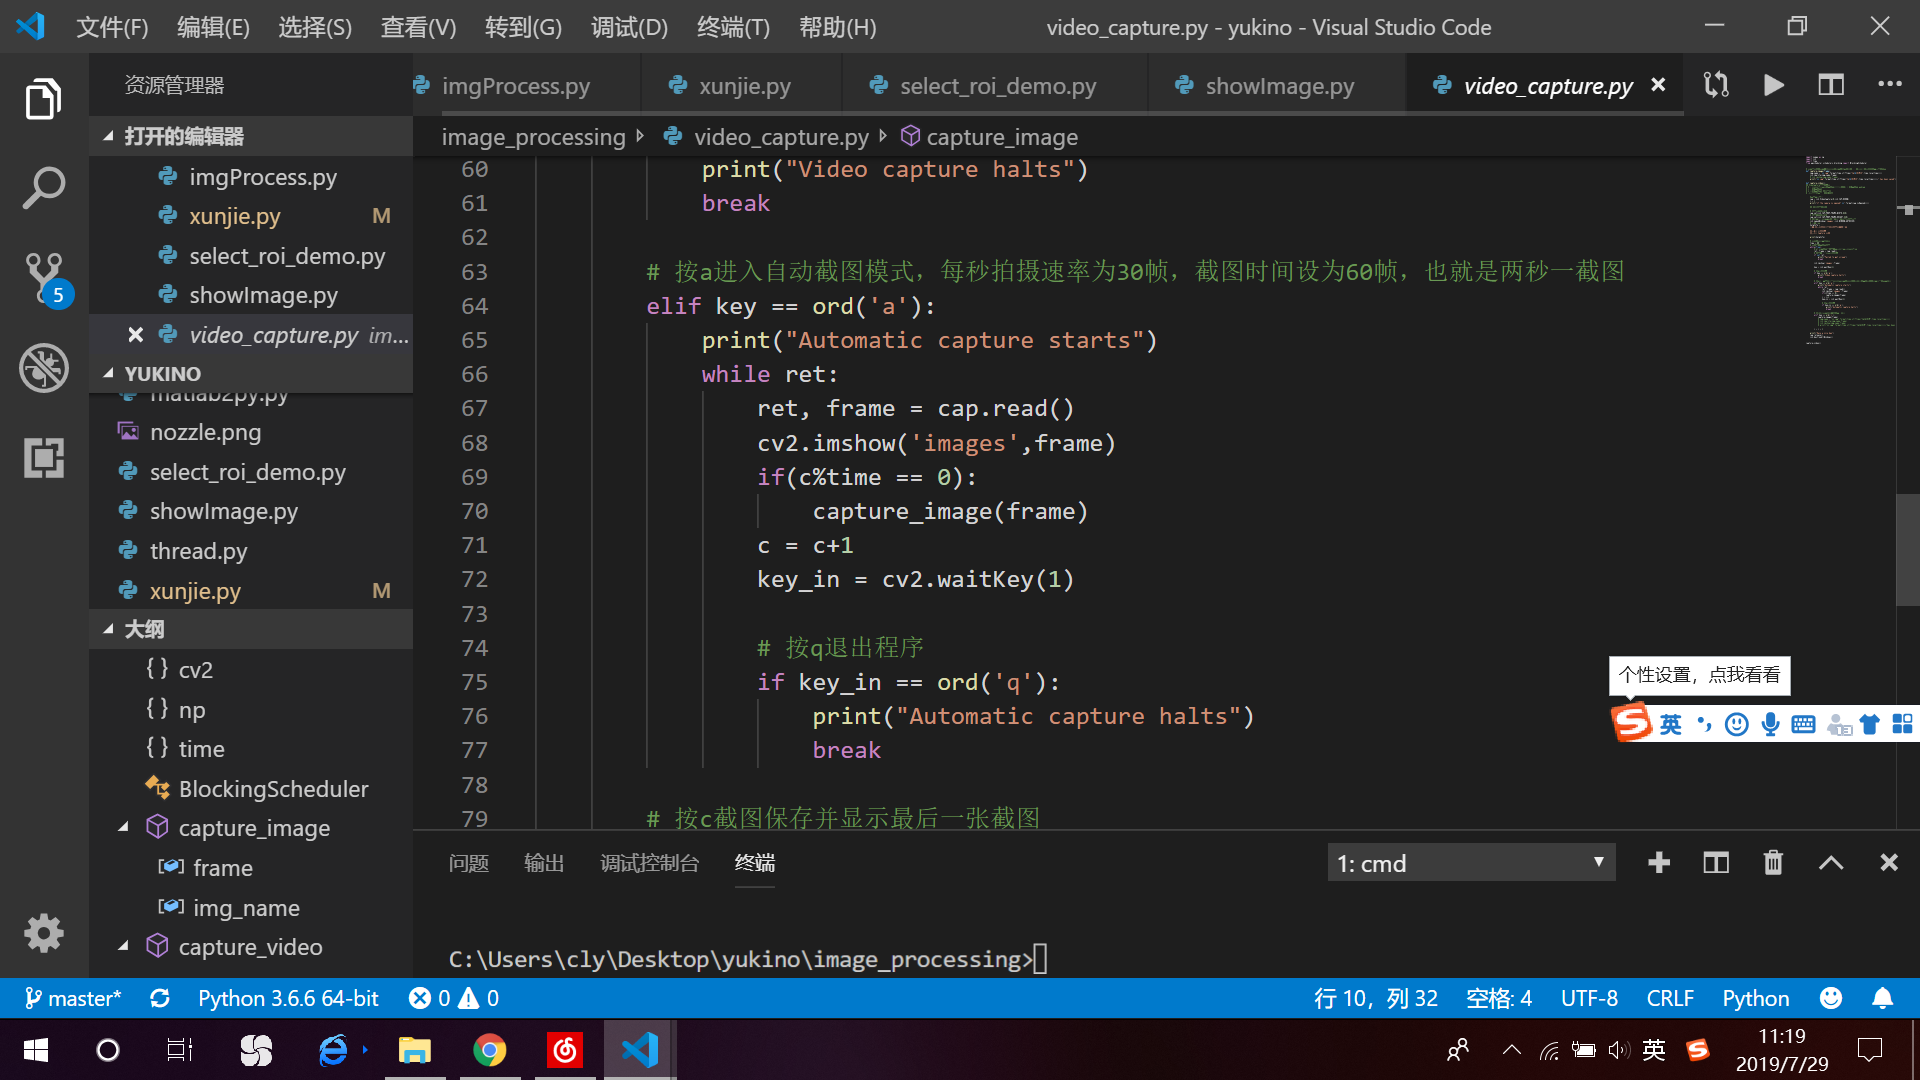 文件(F) 编辑(E) 选择(S) 查看(V) 转到(G) 调试(D) 终端(T) 帮助(H) video_capture.py - yukino - Visual Studio Code
资源管理器
imgProcess.py xunjie.py select_roi_demo.py showImage.py video_capture.py
打开的编辑器
imgProcess.py
xunjie.py M
select_roi_demo.py
showImage.py
video_capture.py im...
YUKINO
matlab2py.py
nozzle.png
select_roi_demo.py
showImage.py
thread.py
xunjie.py M
大纲
cv2
np
time
BlockingScheduler
capture_image
frame
img_name
capture_video
5
image_processing video_capture.py capture_image
60 print("Video capture halts")
61 break
62
63 # 按a进入自动截图模式，每秒拍摄速率为30帧，截图时间设为60帧，也就是两秒一截图
64 elif key == ord('a'):
65 print("Automatic capture starts")
66 while ret:
67 ret, frame = cap.read()
68 cv2.imshow('images',frame)
69 if(c%time == 0):
70 capture_image(frame)
71 c = c+1
72 key_in = cv2.waitKey(1)
73
74 # 按q退出程序
75 if key_in == ord('q'):
76 print("Automatic capture halts")
77 break
78
79 # 按c截图保存并显示最后一张截图
个性设置，点我看看
英
问题 输出 调试控制台 终端 1: cmd
C:\Users\cly\Desktop\yukino\image_processing>
master* Python 3.6.6 64-bit 0 0 行 10，列 32 空格: 4 UTF-8 CRLF Python
英 11:19
2019/7/29